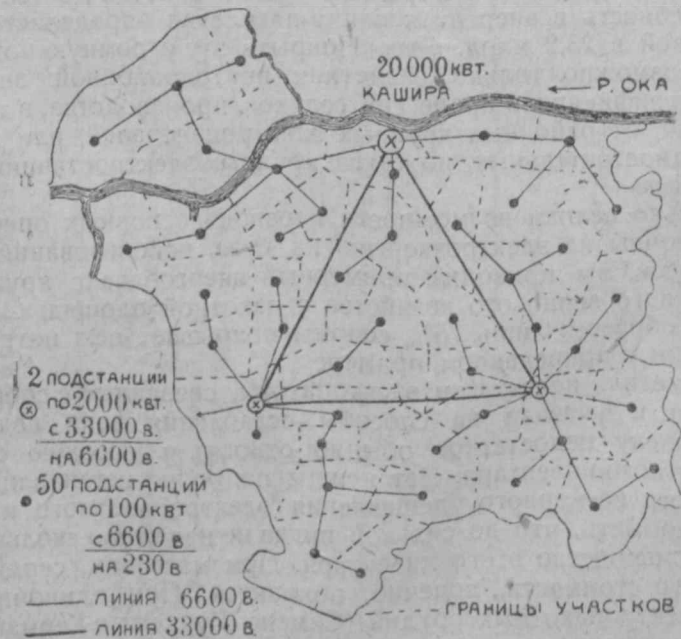 20000 КВТ.
КАШИРА
← Р. ОКА
12 ПОДСТАНЦИИ
ПО 2000 КВТ
С 33000 В.
НА 6600 В.
50 ПОДСТАНЦИЙ
ПО 100 КВТ
С 6600 В
НА 230 В.
ЛИНИЯ 6600 В.
ЛИНИЯ 33000 В.
ГРАНИЦЫ УЧАСТКОВ